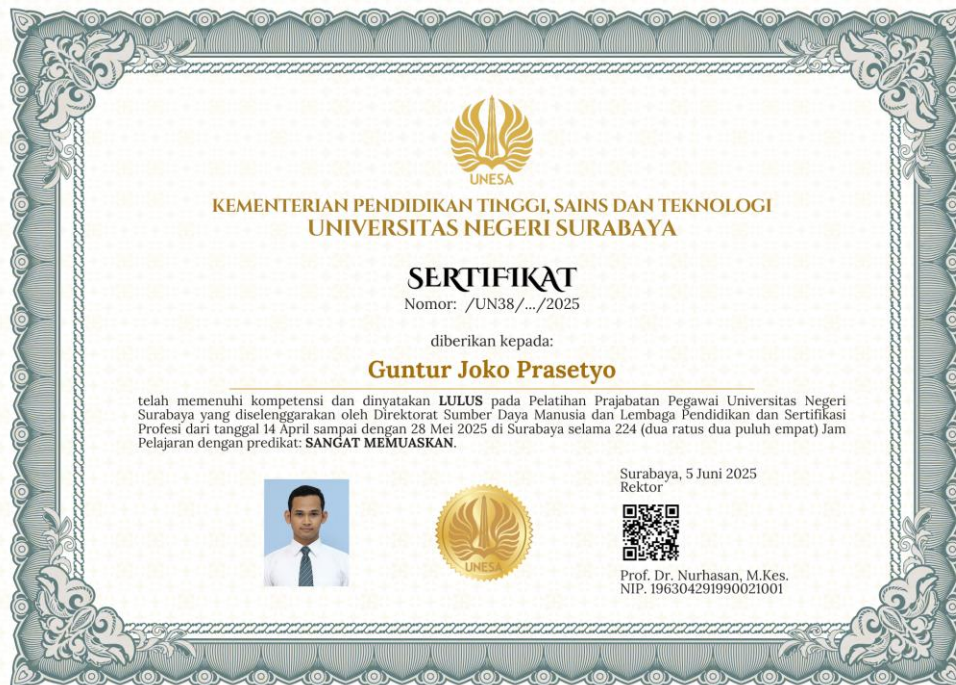 UNESA
KEMENTERIAN PENDIDIKAN TINGGI, SAINS DAN TEKNOLOGI
UNIVERSITAS NEGERI SURABAYA
SERTIFIKAT
Nomor: /UN38/.../2025
diberikan kepada:
Guntur Joko Prasetyo
telah memenuhi kompetensi dan dinyatakan LULUS pada Pelatihan Prajabatan Pegawai Universitas Negeri
Surabaya yang diselenggarakan oleh Direktorat Sumber Daya Manusia dan Lembaga Pendidikan dan Sertifikasi
Profesi dari tanggal 14 April sampai dengan 28 Mei 2025 di Surabaya selama 224 (dua ratus dua puluh empat) Jam
Pelajaran dengan predikat: SANGAT MEMUASKAN.
Surabaya, 5 Juni 2025
Rektor
UNESA
Prof. Dr. Nurhasan, M.Kes.
NIP. 196304291990021001